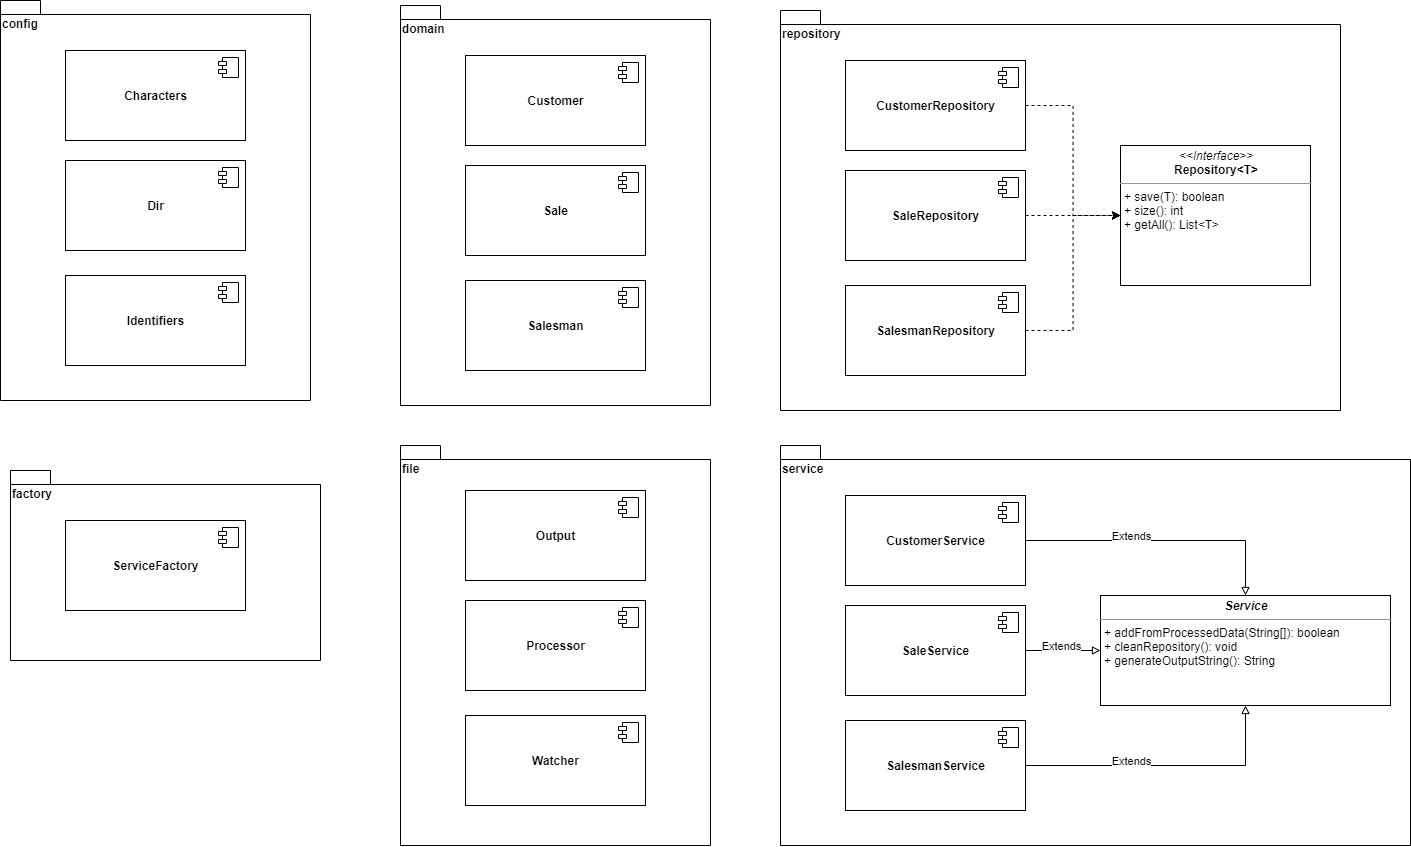 config
Characters
Dir
Identifiers
domain
Customer
Sale
Salesman
repository
CustomerRepository
SaleRepository
SalesmanRepository
<<Interface>>
Repository<T>
+ save(T): boolean
+ size(): int
+ getAll(): List<T>
factory
ServiceFactory
file
Output
Processor
Watcher
service
CustomerService
Extends
SaleService
Extends
SalesmanService
Extends
Service
+ addFromProcessedData(String[]): boolean
+ cleanRepository(): void
+ generateOutputString(): String